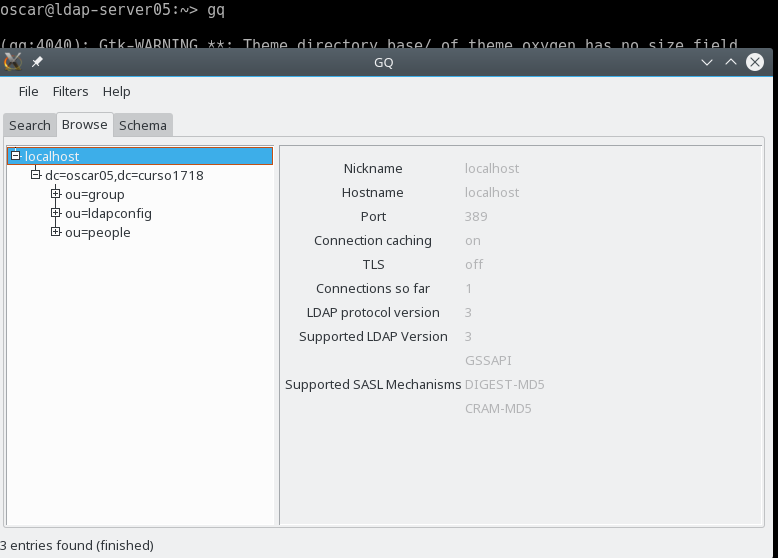 oscar@ldap-server05:~> gq
(gq:4040): Gtk-WARNING **: Theme directory base/ of theme oxygen has no size field
GQ
File Filters Help
Search Browse Schema
localhost
dc=oscar05,dc=curso1718
ou=group
ou=ldapconfig
ou=people
Nickname localhost
Hostname localhost
Port 389
Connection caching on
TLS off
Connections so far 1
LDAP protocol version 3
Supported LDAP Version 3
GSSAPI
Supported SASL Mechanisms DIGEST-MD5
CRAM-MD5
3 entries found (finished)